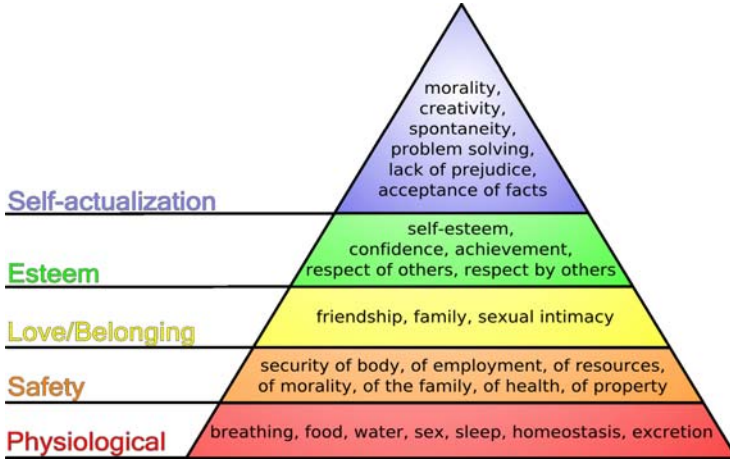 morality,
creativity,
spontaneity,
problem solving,
lack of prejudice,
acceptance of facts
Self-actualization
self-esteem,
confidence, achievement,
respect of others, respect by others
Esteem
friendship, family, sexual intimacy
Love/Belonging
security of body, of employment, of resources,
of morality, of the family, of health, of property
Safety
breathing, food, water, sex, sleep, homeostasis, excretion
Physiological